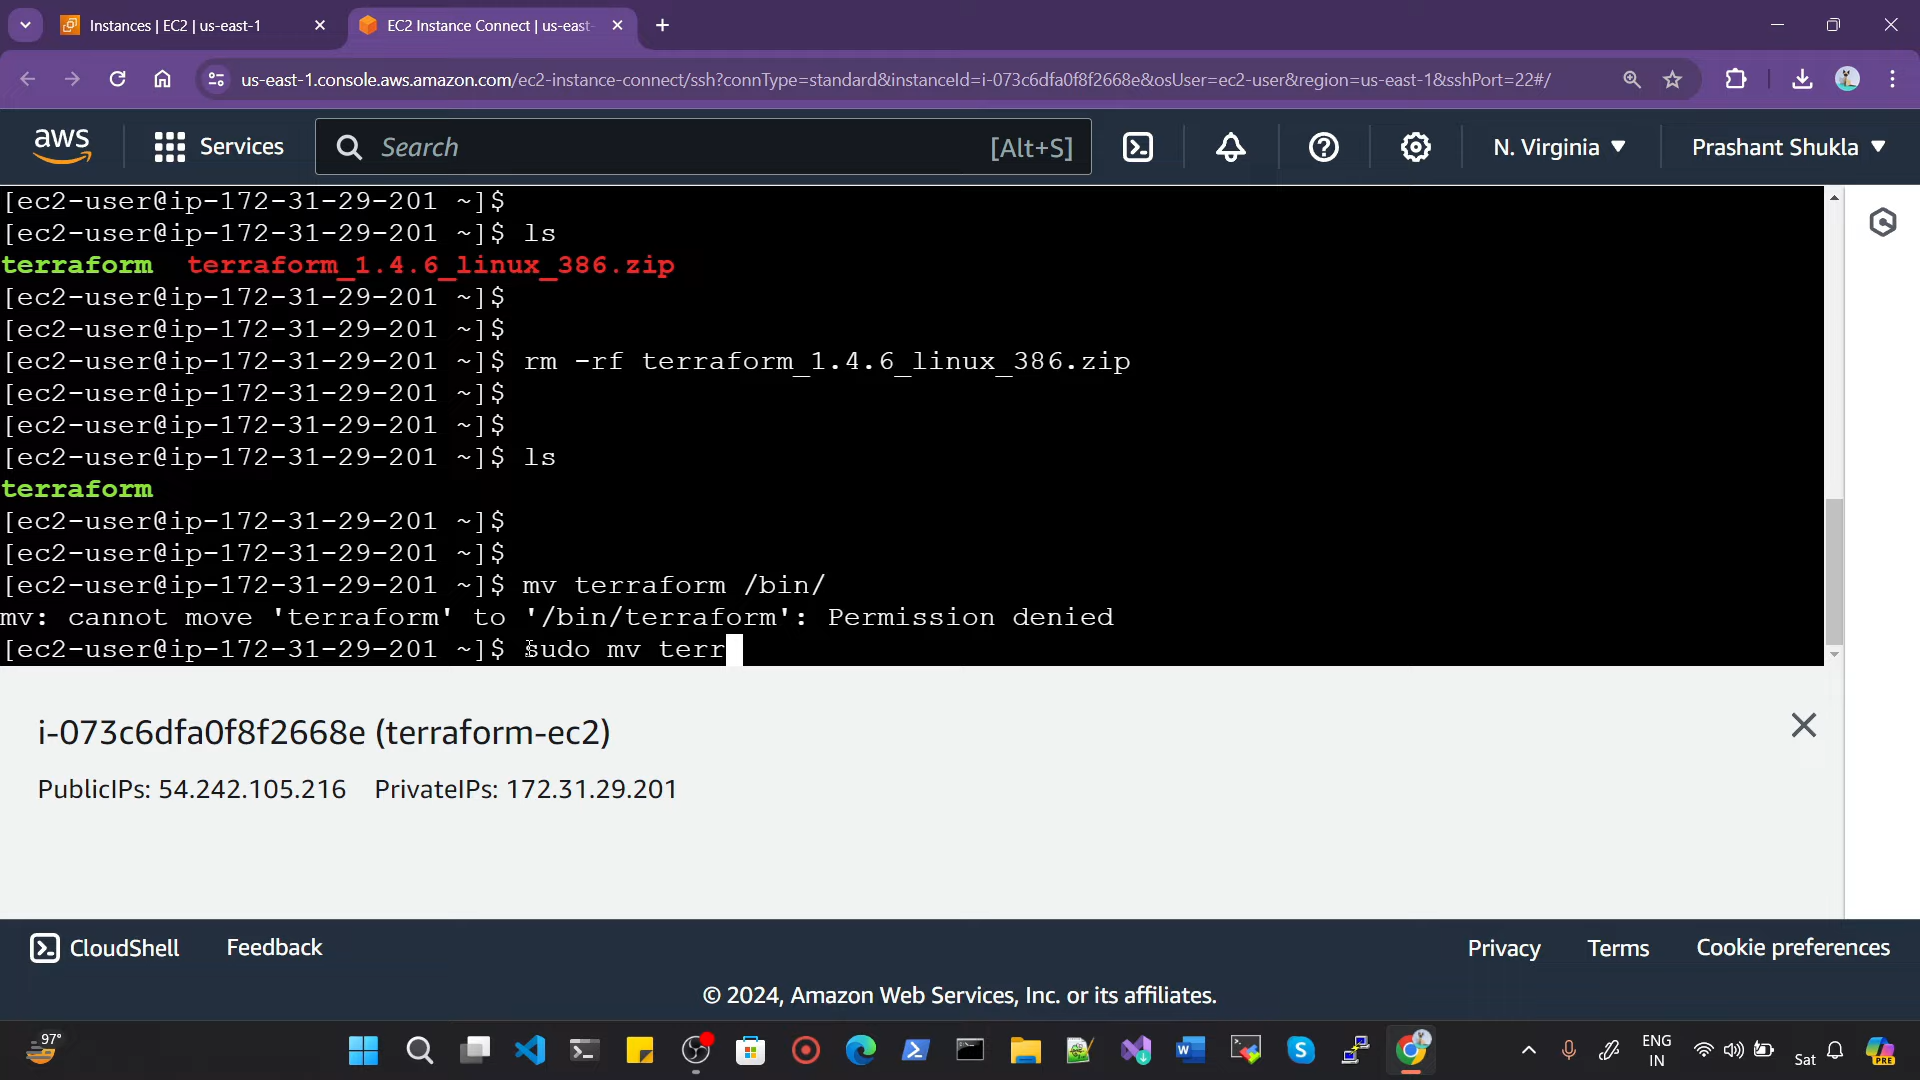 Instances | EC2 | us-east-1
EC2 Instance Connect | us-east-
us-east-1.console.aws.amazon.com/ec2-instance-connect/ssh?connType=standard&instanceId=i-073c6dfa0f8f2668e&osUser=ec2-user&region=us-east-1&sshPort=22#/
aws
Services
Search
[Alt+S]
N. Virginia
Prashant Shukla
[ec2-user@ip-172-31-29-201 ~]$
[ec2-user@ip-172-31-29-201 ~]$ ls
terraform  terraform_1.4.6_linux_386.zip
[ec2-user@ip-172-31-29-201 ~]$
[ec2-user@ip-172-31-29-201 ~]$
[ec2-user@ip-172-31-29-201 ~]$ rm -rf terraform_1.4.6_linux_386.zip
[ec2-user@ip-172-31-29-201 ~]$
[ec2-user@ip-172-31-29-201 ~]$
[ec2-user@ip-172-31-29-201 ~]$ ls
terraform
[ec2-user@ip-172-31-29-201 ~]$
[ec2-user@ip-172-31-29-201 ~]$
[ec2-user@ip-172-31-29-201 ~]$ mv terraform /bin/
mv: cannot move 'terraform' to '/bin/terraform': Permission denied
[ec2-user@ip-172-31-29-201 ~]$ sudo mv terr
i-073c6dfa0f8f2668e (terraform-ec2)
PublicIPs: 54.242.105.216 PrivateIPs: 172.31.29.201
CloudShell
Feedback
Privacy
Terms
Cookie preferences
© 2024, Amazon Web Services, Inc. or its affiliates.
97°
ENG
IN
Sat
PRE